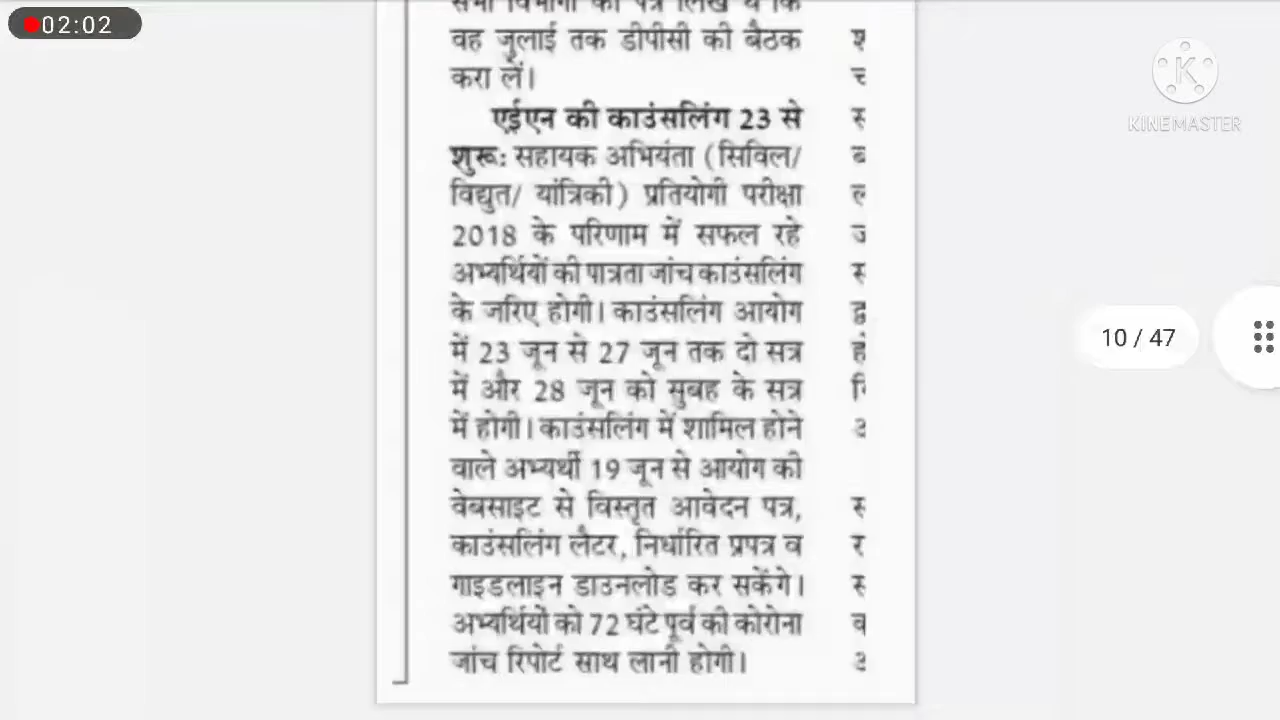 02:02
वह जुलाई तक डीपीसी की बैठक
करा लें।
एईएन की काउंसलिंग 23 से
शुरू: सहायक अभियंता (सिविल/
विद्युत/ यांत्रिकी) प्रतियोगी परीक्षा
2018 के परिणाम में सफल रहे
अभ्यर्थियों की पात्रता जांच काउंसलिंग
के जरिए होगी। काउंसलिंग आयोग
में 23 जून से 27 जून तक दो सत्र
में और 28 जून को सुबह के सत्र
में होगी। काउंसलिंग में शामिल होने
वाले अभ्यर्थी 19 जून से आयोग की
वेबसाइट से विस्तृत आवेदन पत्र,
काउंसलिंग लैटर, निर्धारित प्रपत्र व
गाइडलाइन डाउनलोड कर सकेंगे।
अभ्यर्थियों को 72 घंटे पूर्व की कोरोना
जांच रिपोर्ट साथ लानी होगी।
K
KINEMASTER
10 / 47